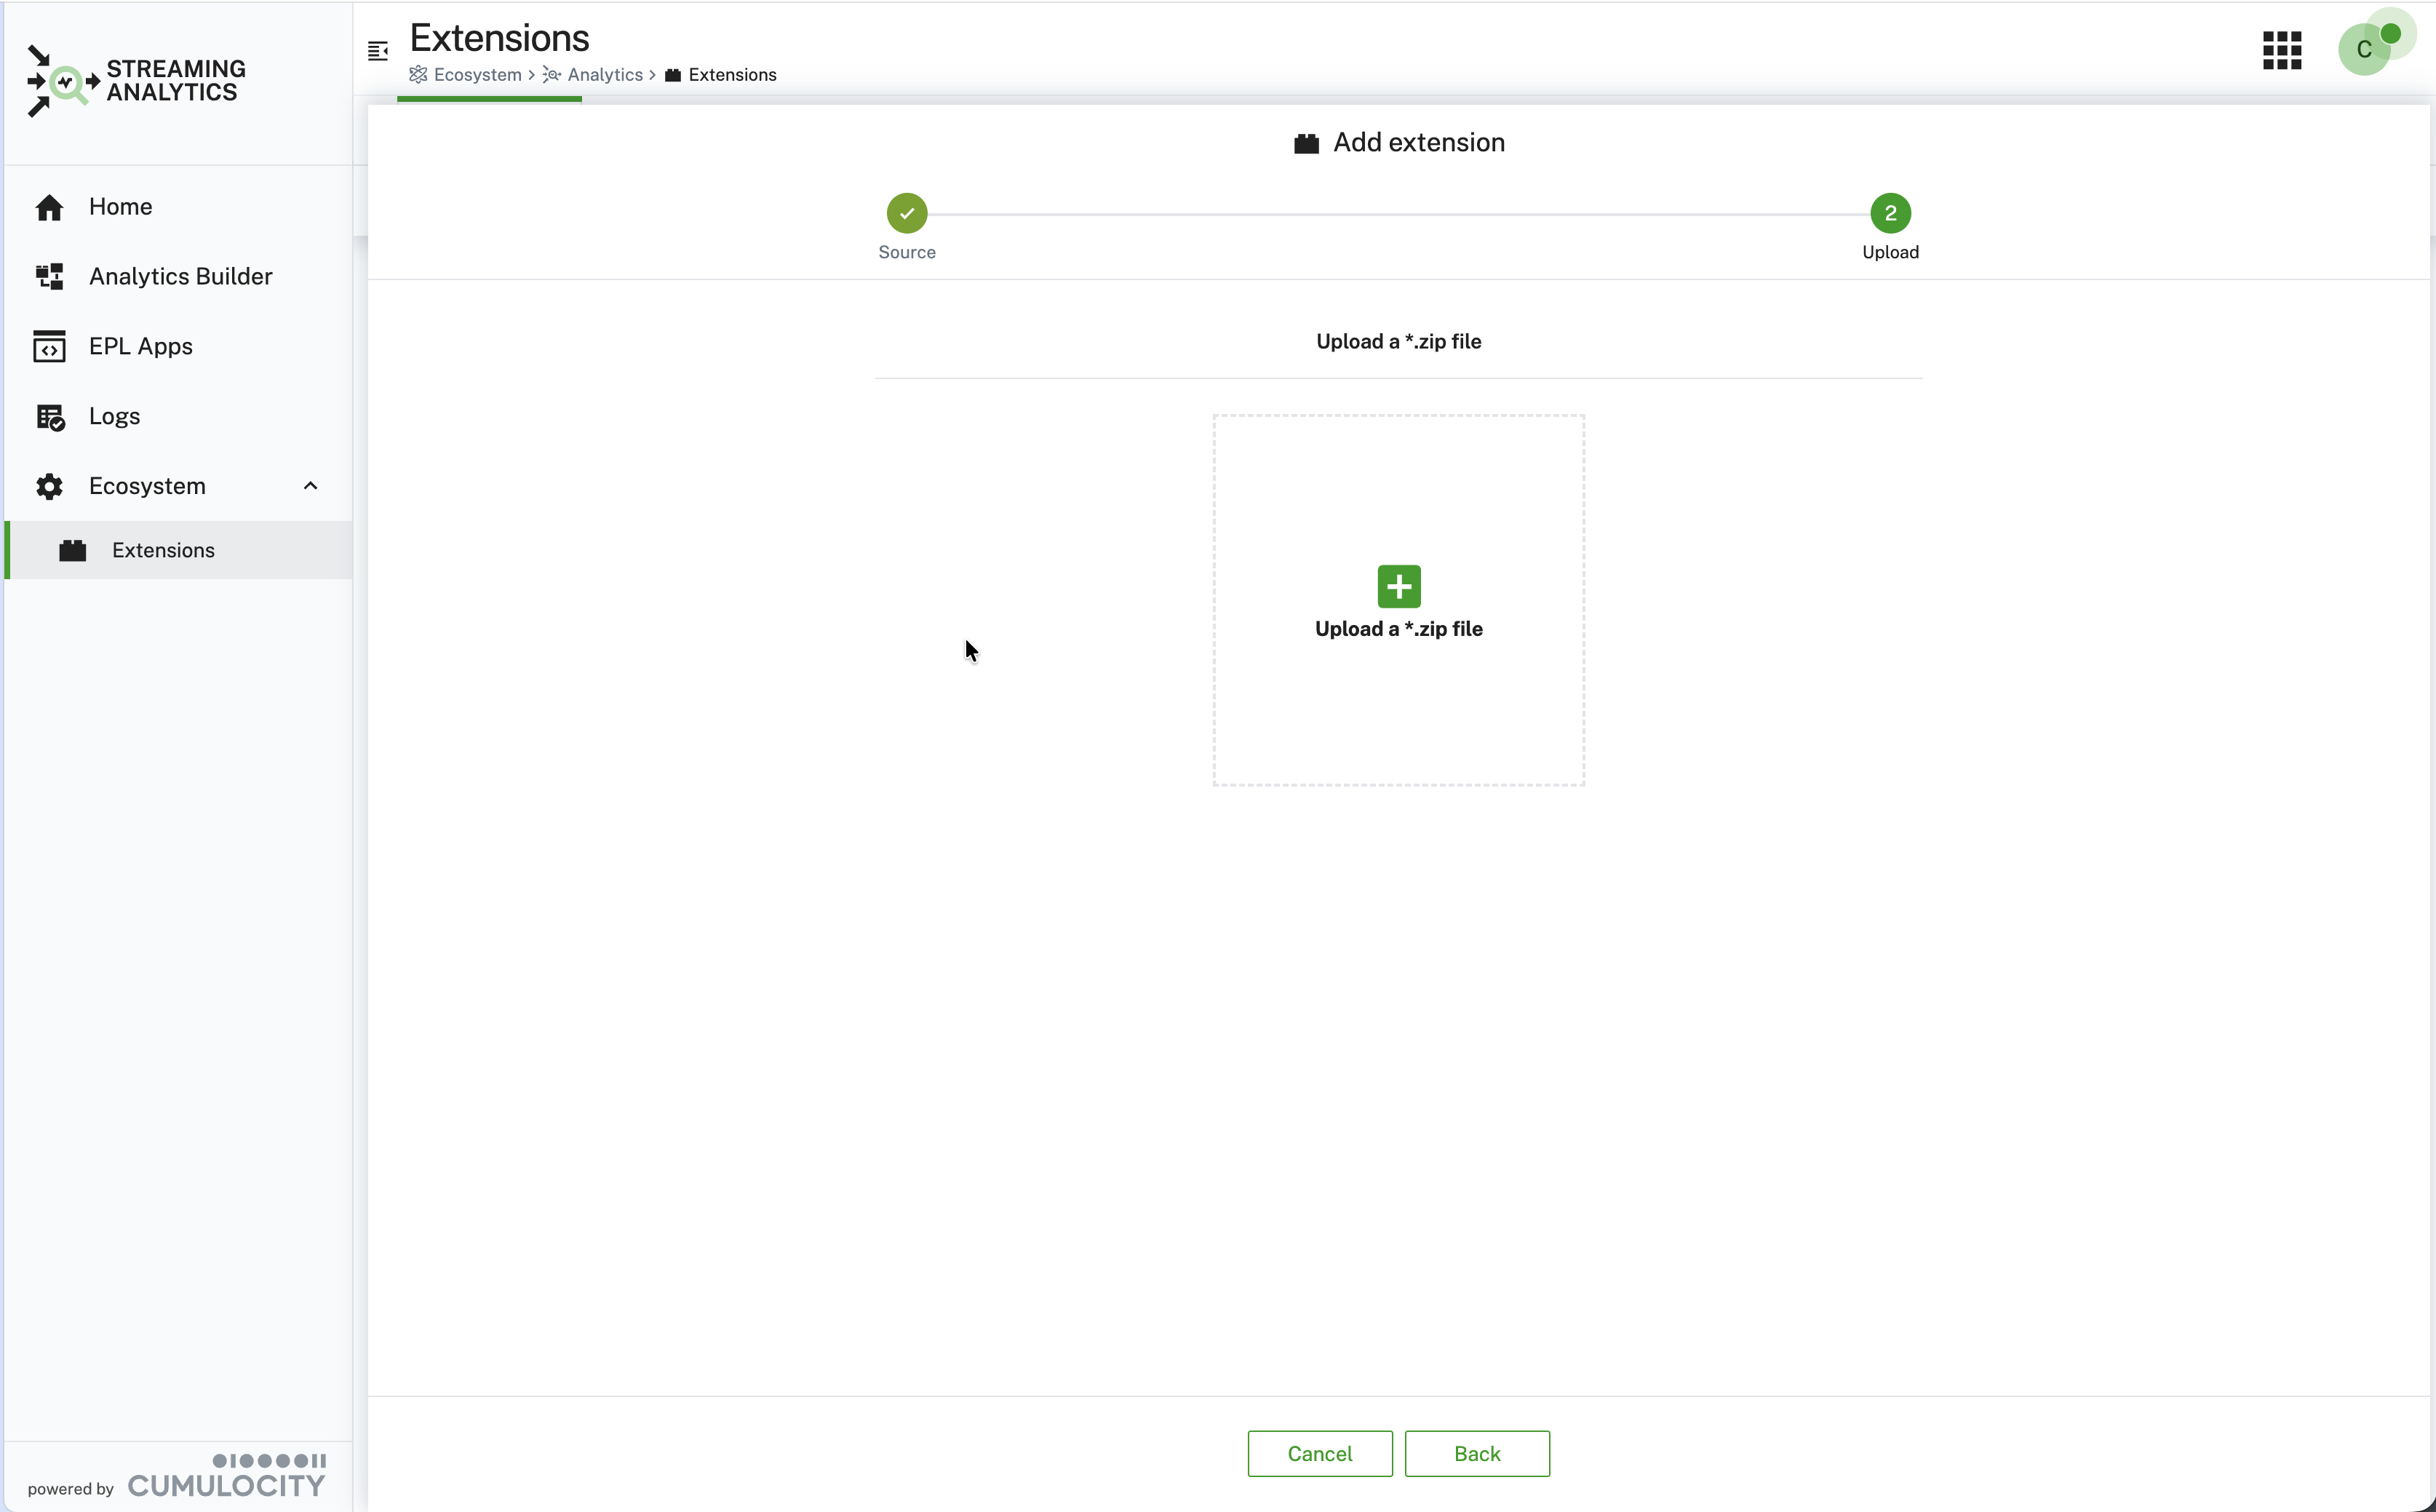 STREAMING
ANALYTICS
Extensions
Ecosystem > Analytics > Extensions
C
Home
Analytics Builder
EPL Apps
Logs
Ecosystem
Extensions
Add extension
2
Source
Upload
Upload a *.zip file
Upload a *.zip file
Cancel
Back
powered by CUMULOCITY